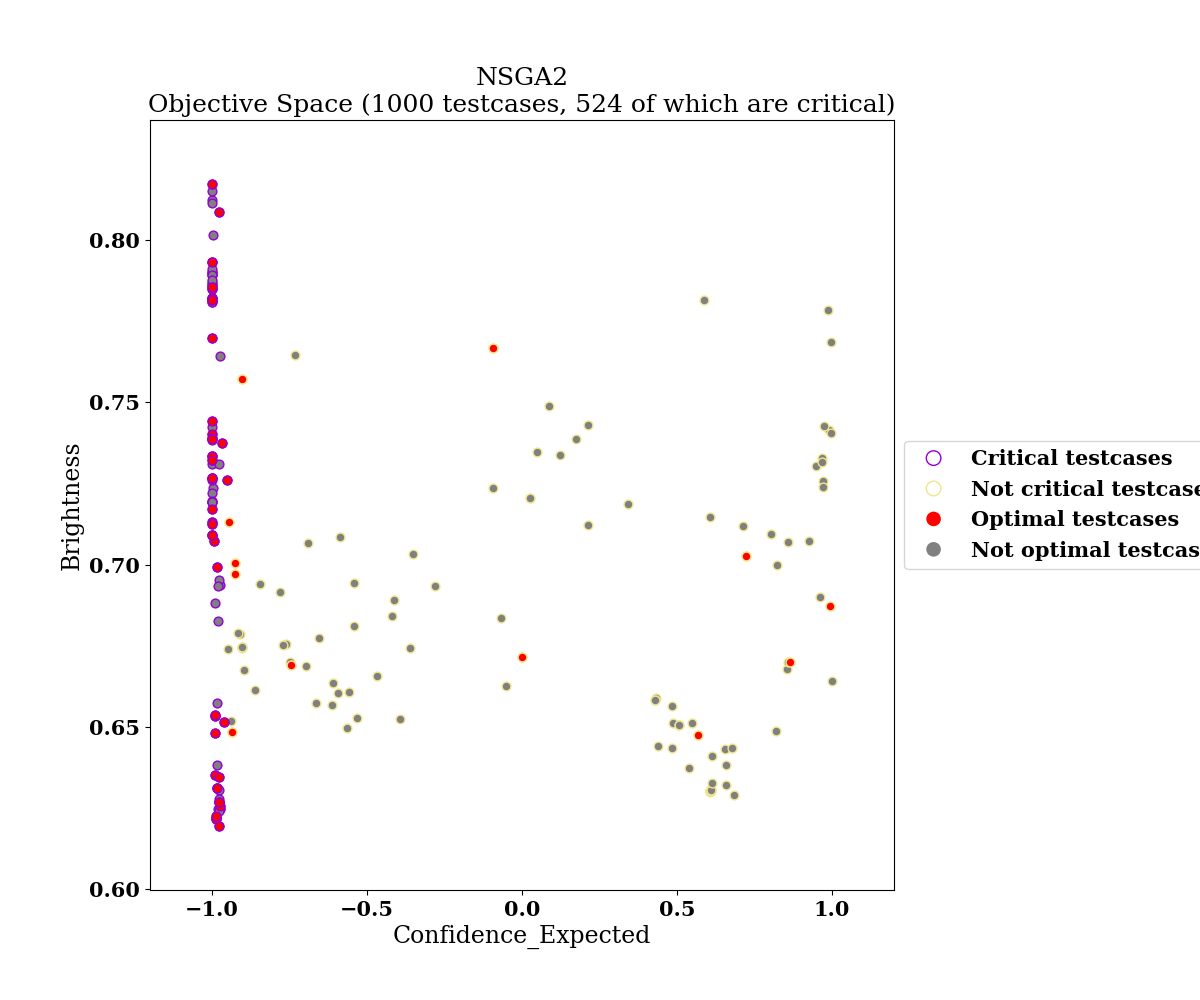 NSGA2
Objective Space (1000 testcases, 524 of which are critical)
0.80
0.75
0.70
0.65
0.60
Brightness
−1.0
−0.5
0.0
0.5
1.0
Confidence_Expected
Critical testcases
Not critical testcase
Optimal testcases
Not optimal testcas